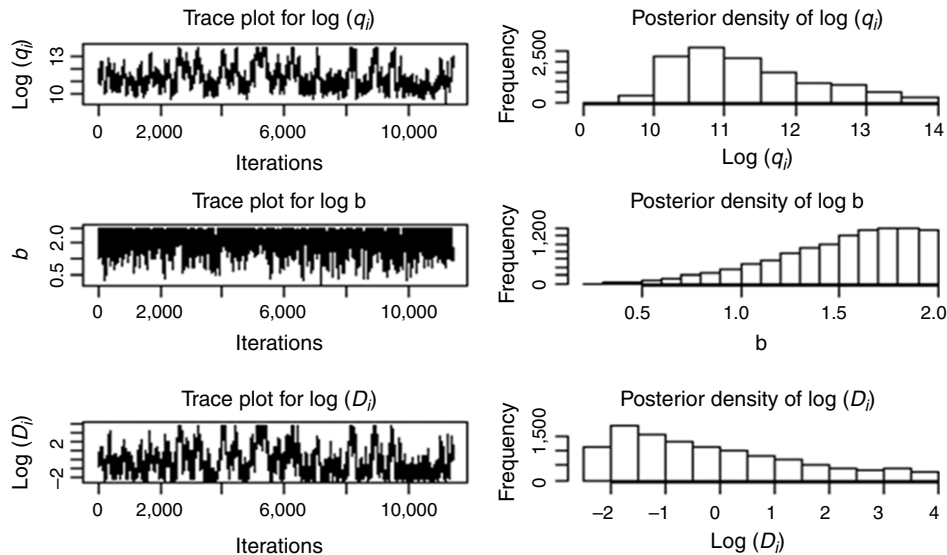 Trace plot for log (qi)
Log (qi)
13
10
0 2,000 6,000 10,000
Iterations
Posterior density of log (qi)
Frequency
2,500
0
0 10 11 12 13 14
Log (qi)
Trace plot for log b
b
2.0
0.5
0 2,000 6,000 10,000
Iterations
Posterior density of log b
Frequency
1,200
0
0.5 1.0 1.5 2.0
b
Trace plot for log (Di)
Log (Di)
2
−2
0 2,000 6,000 10,000
Iterations
Posterior density of log (Di)
Frequency
1,500
0
−2 −1 0 1 2 3 4
Log (Di)